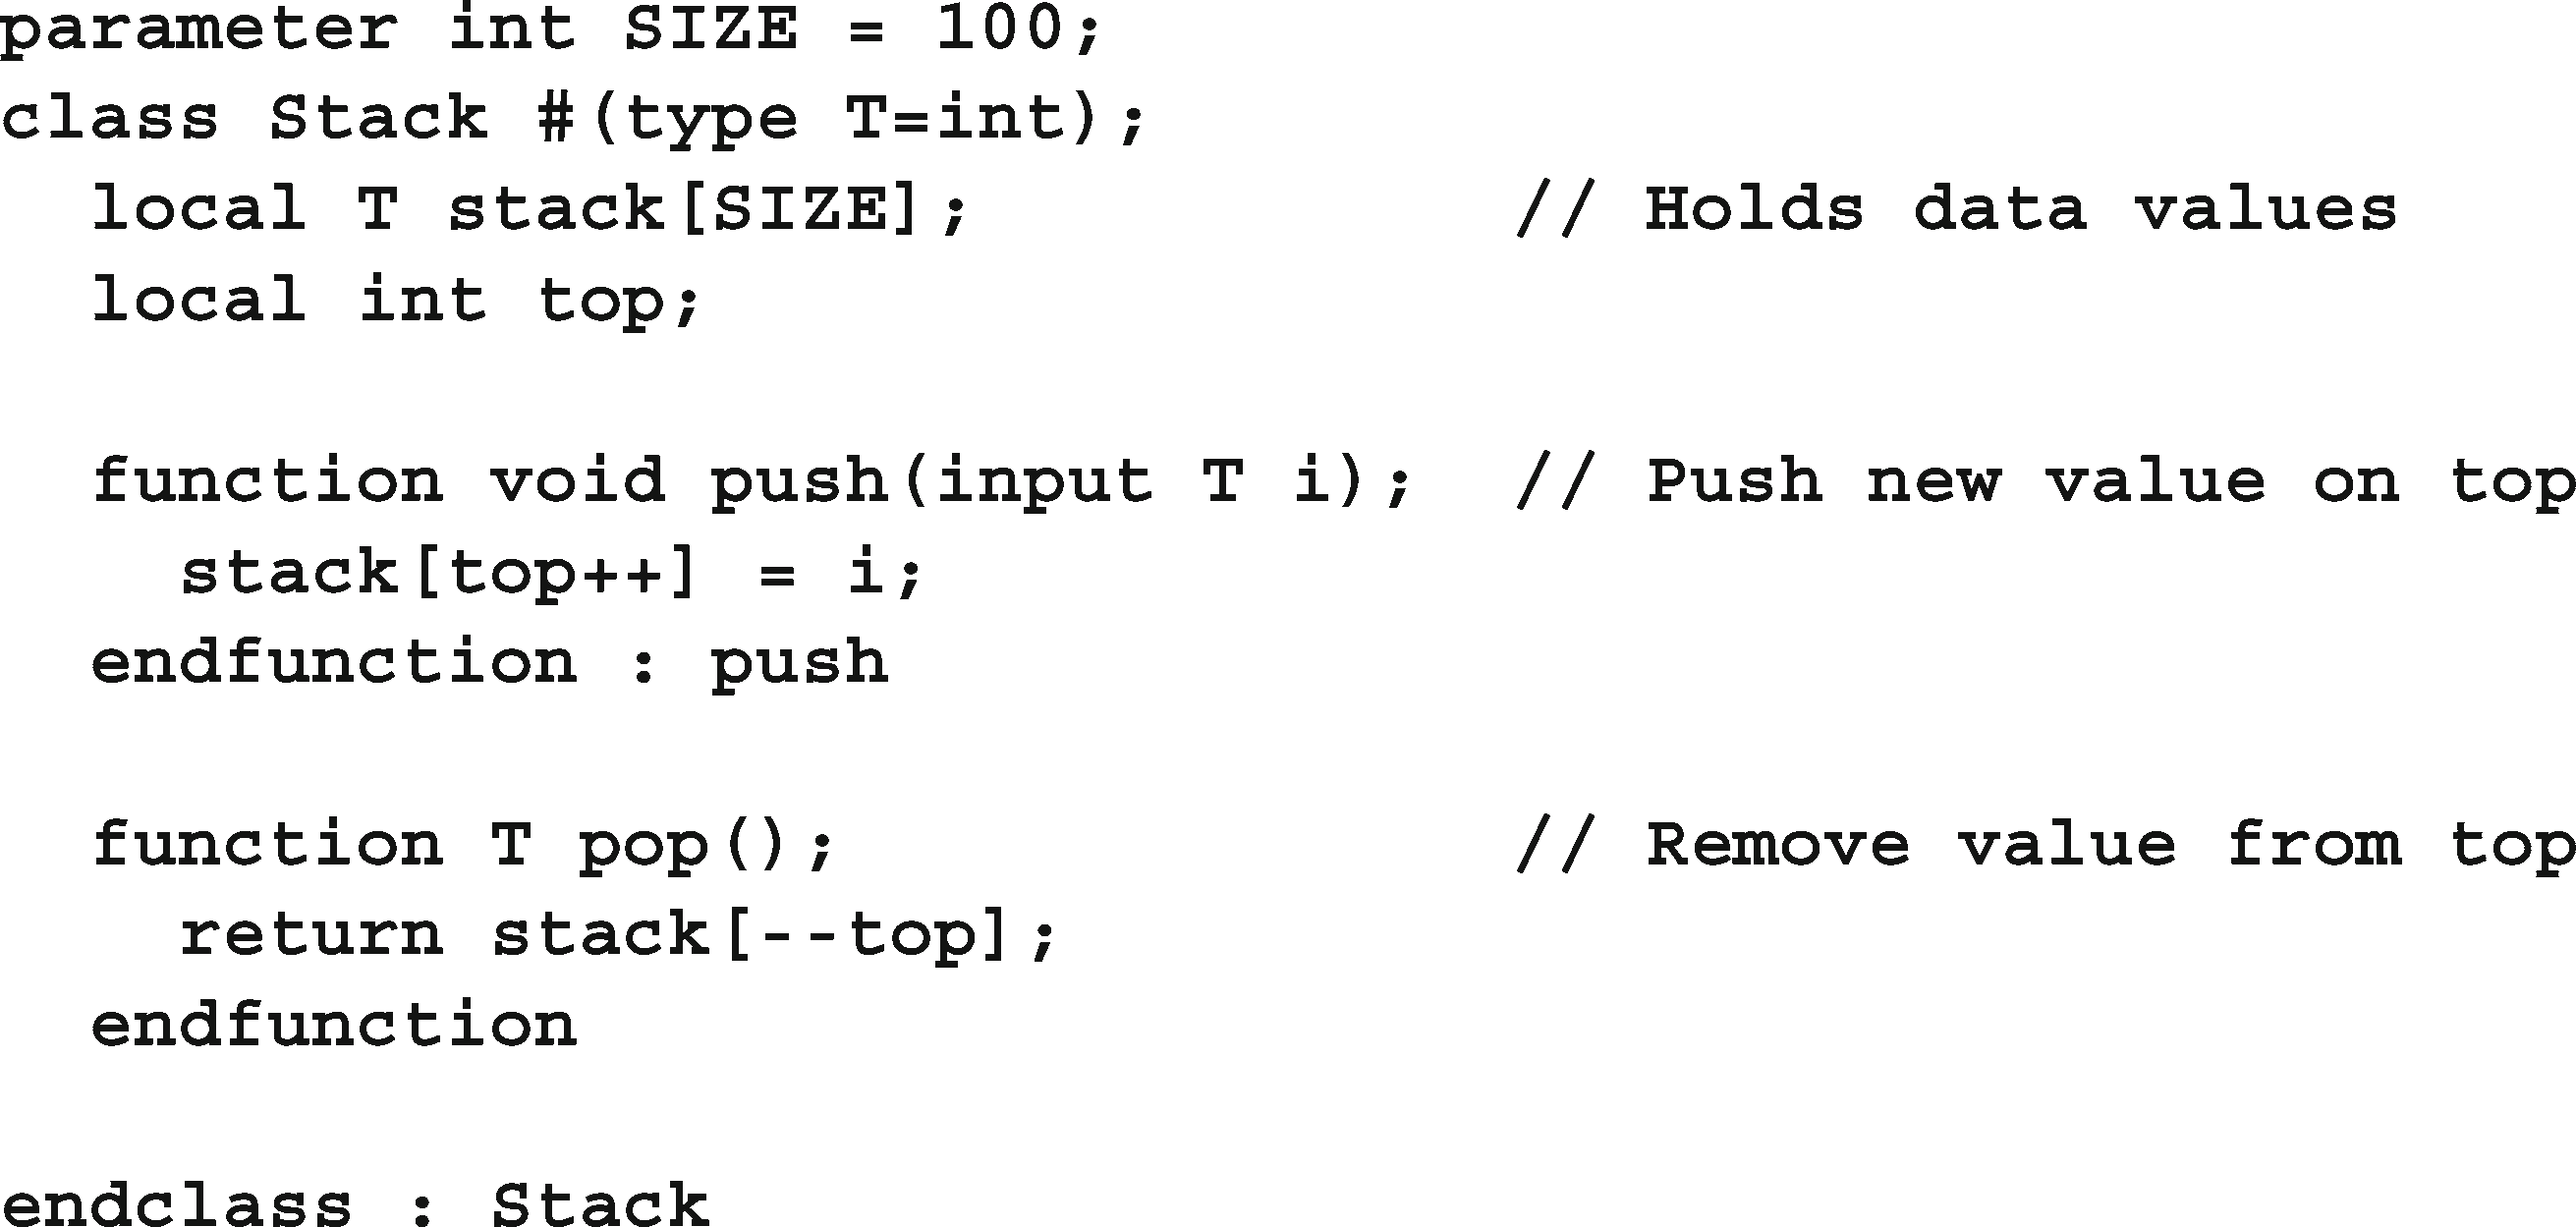 parameter int SIZE = 100;
class Stack #(type T=int);
  local T stack[SIZE];            // Holds data values
  local int top;

  function void push(input T i);  // Push new value on top
    stack[top++] = i;
  endfunction : push

  function T pop();               // Remove value from top
    return stack[--top];
  endfunction

endclass : Stack